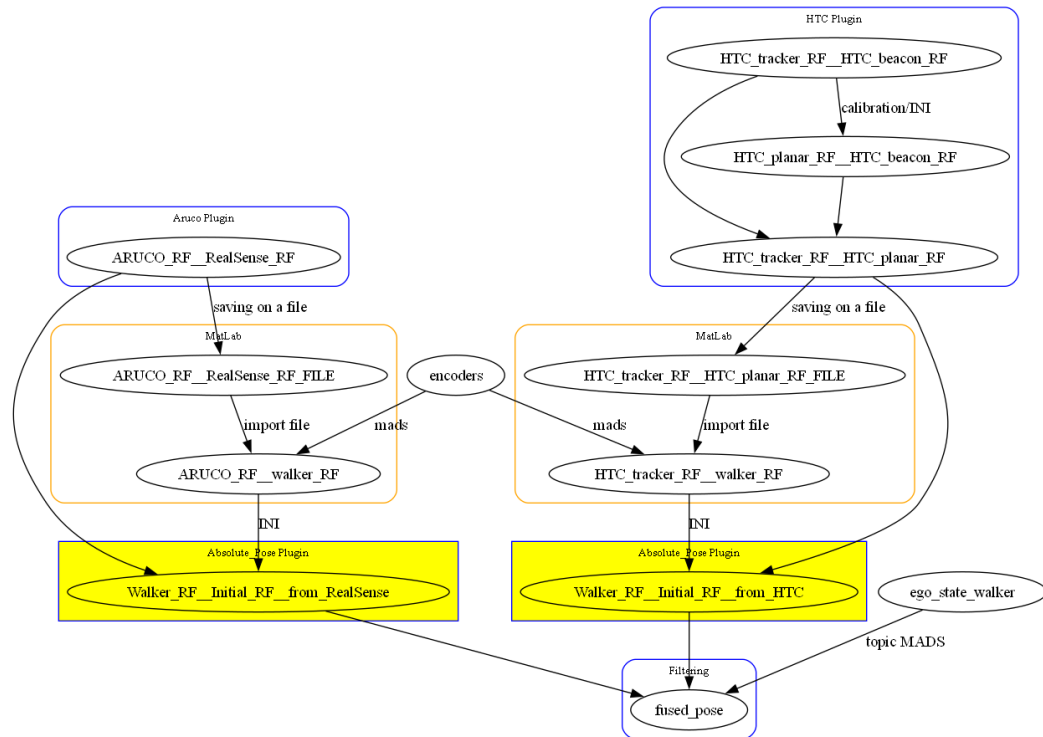 HTC Plugin
HTC_tracker_RF__HTC_beacon_RF
calibration/INI
HTC_planar_RF__HTC_beacon_RF
Aruco Plugin
ARUCO_RF__RealSense_RF
HTC_tracker_RF__HTC_planar_RF
saving on a file
saving on a file
MatLab
MatLab
ARUCO_RF__RealSense_RF_FILE
encoders
HTC_tracker_RF__HTC_planar_RF_FILE
import file
mads
mads
import file
ARUCO_RF__walker_RF
HTC_tracker_RF__walker_RF
INI
INI
Absolute_Pose Plugin
Absolute_Pose Plugin
Walker_RF__Initial_RF__from_RealSense
Walker_RF__Initial_RF__from_HTC
ego_state_walker
topic MADS
Filtering
fused_pose